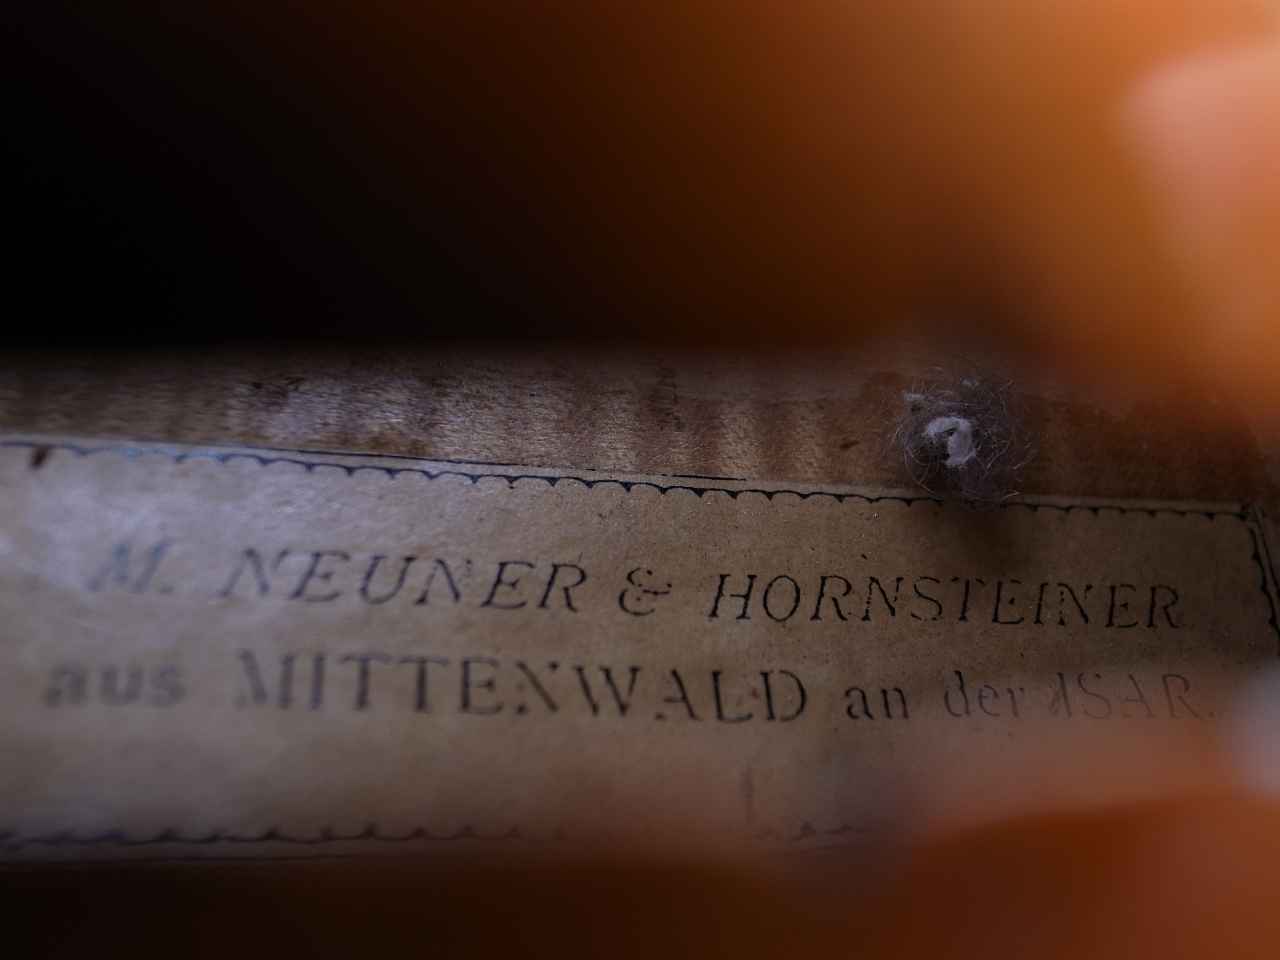 M. NEUNER & HORNSTEINER
aus MITTENWALD an der ISAR.